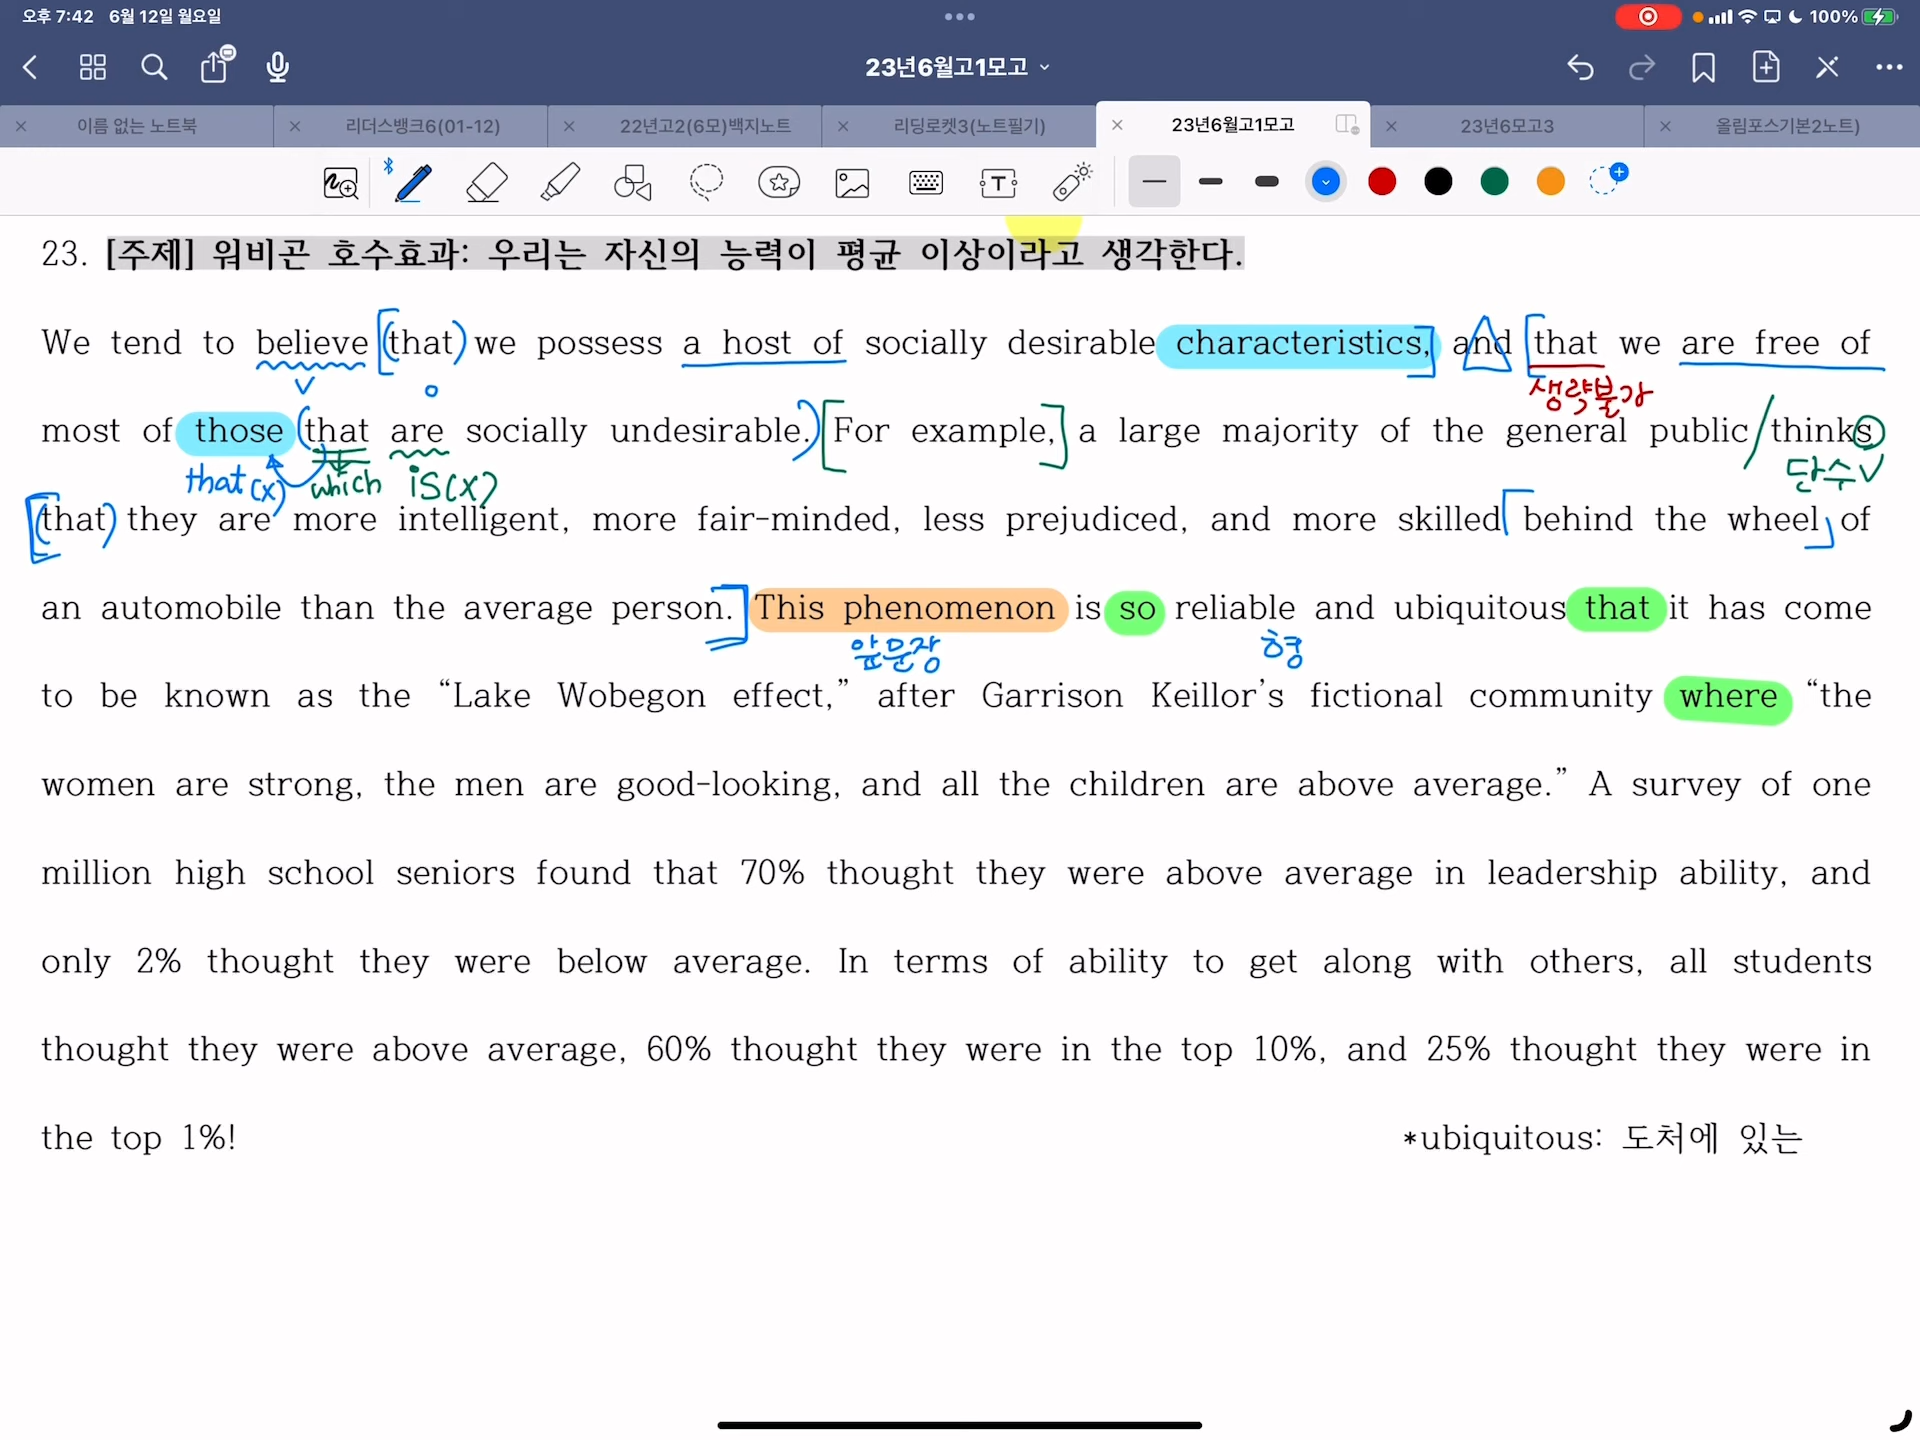 오후 7:42 6월 12일 월요일
100%
23년6월고1모고
이름 없는 노트북
리더스뱅크6(01-12)
22년고2(6모)백지노트
리딩로켓3(노트필기)
23년6월고1모고
23년6모고3
올림포스기본2노트)
23. [주제] 워비곤 호수효과: 우리는 자신의 능력이 평균 이상이라고 생각한다.
We tend to believe (that) we possess a host of socially desirable characteristics, and that we are free of
v o 생략불가
most of those (that are socially undesirable.) [For example,] a large majority of the general public / thinks
that(x) which is(x) 단수v
(that) they are more intelligent, more fair-minded, less prejudiced, and more skilled behind the wheel of
an automobile than the average person. This phenomenon is so reliable and ubiquitous that it has come
앞문장 형
to be known as the “Lake Wobegon effect,” after Garrison Keillor’s fictional community where “the
women are strong, the men are good-looking, and all the children are above average.” A survey of one
million high school seniors found that 70% thought they were above average in leadership ability, and
only 2% thought they were below average. In terms of ability to get along with others, all students
thought they were above average, 60% thought they were in the top 10%, and 25% thought they were in
the top 1%!
*ubiquitous: 도처에 있는